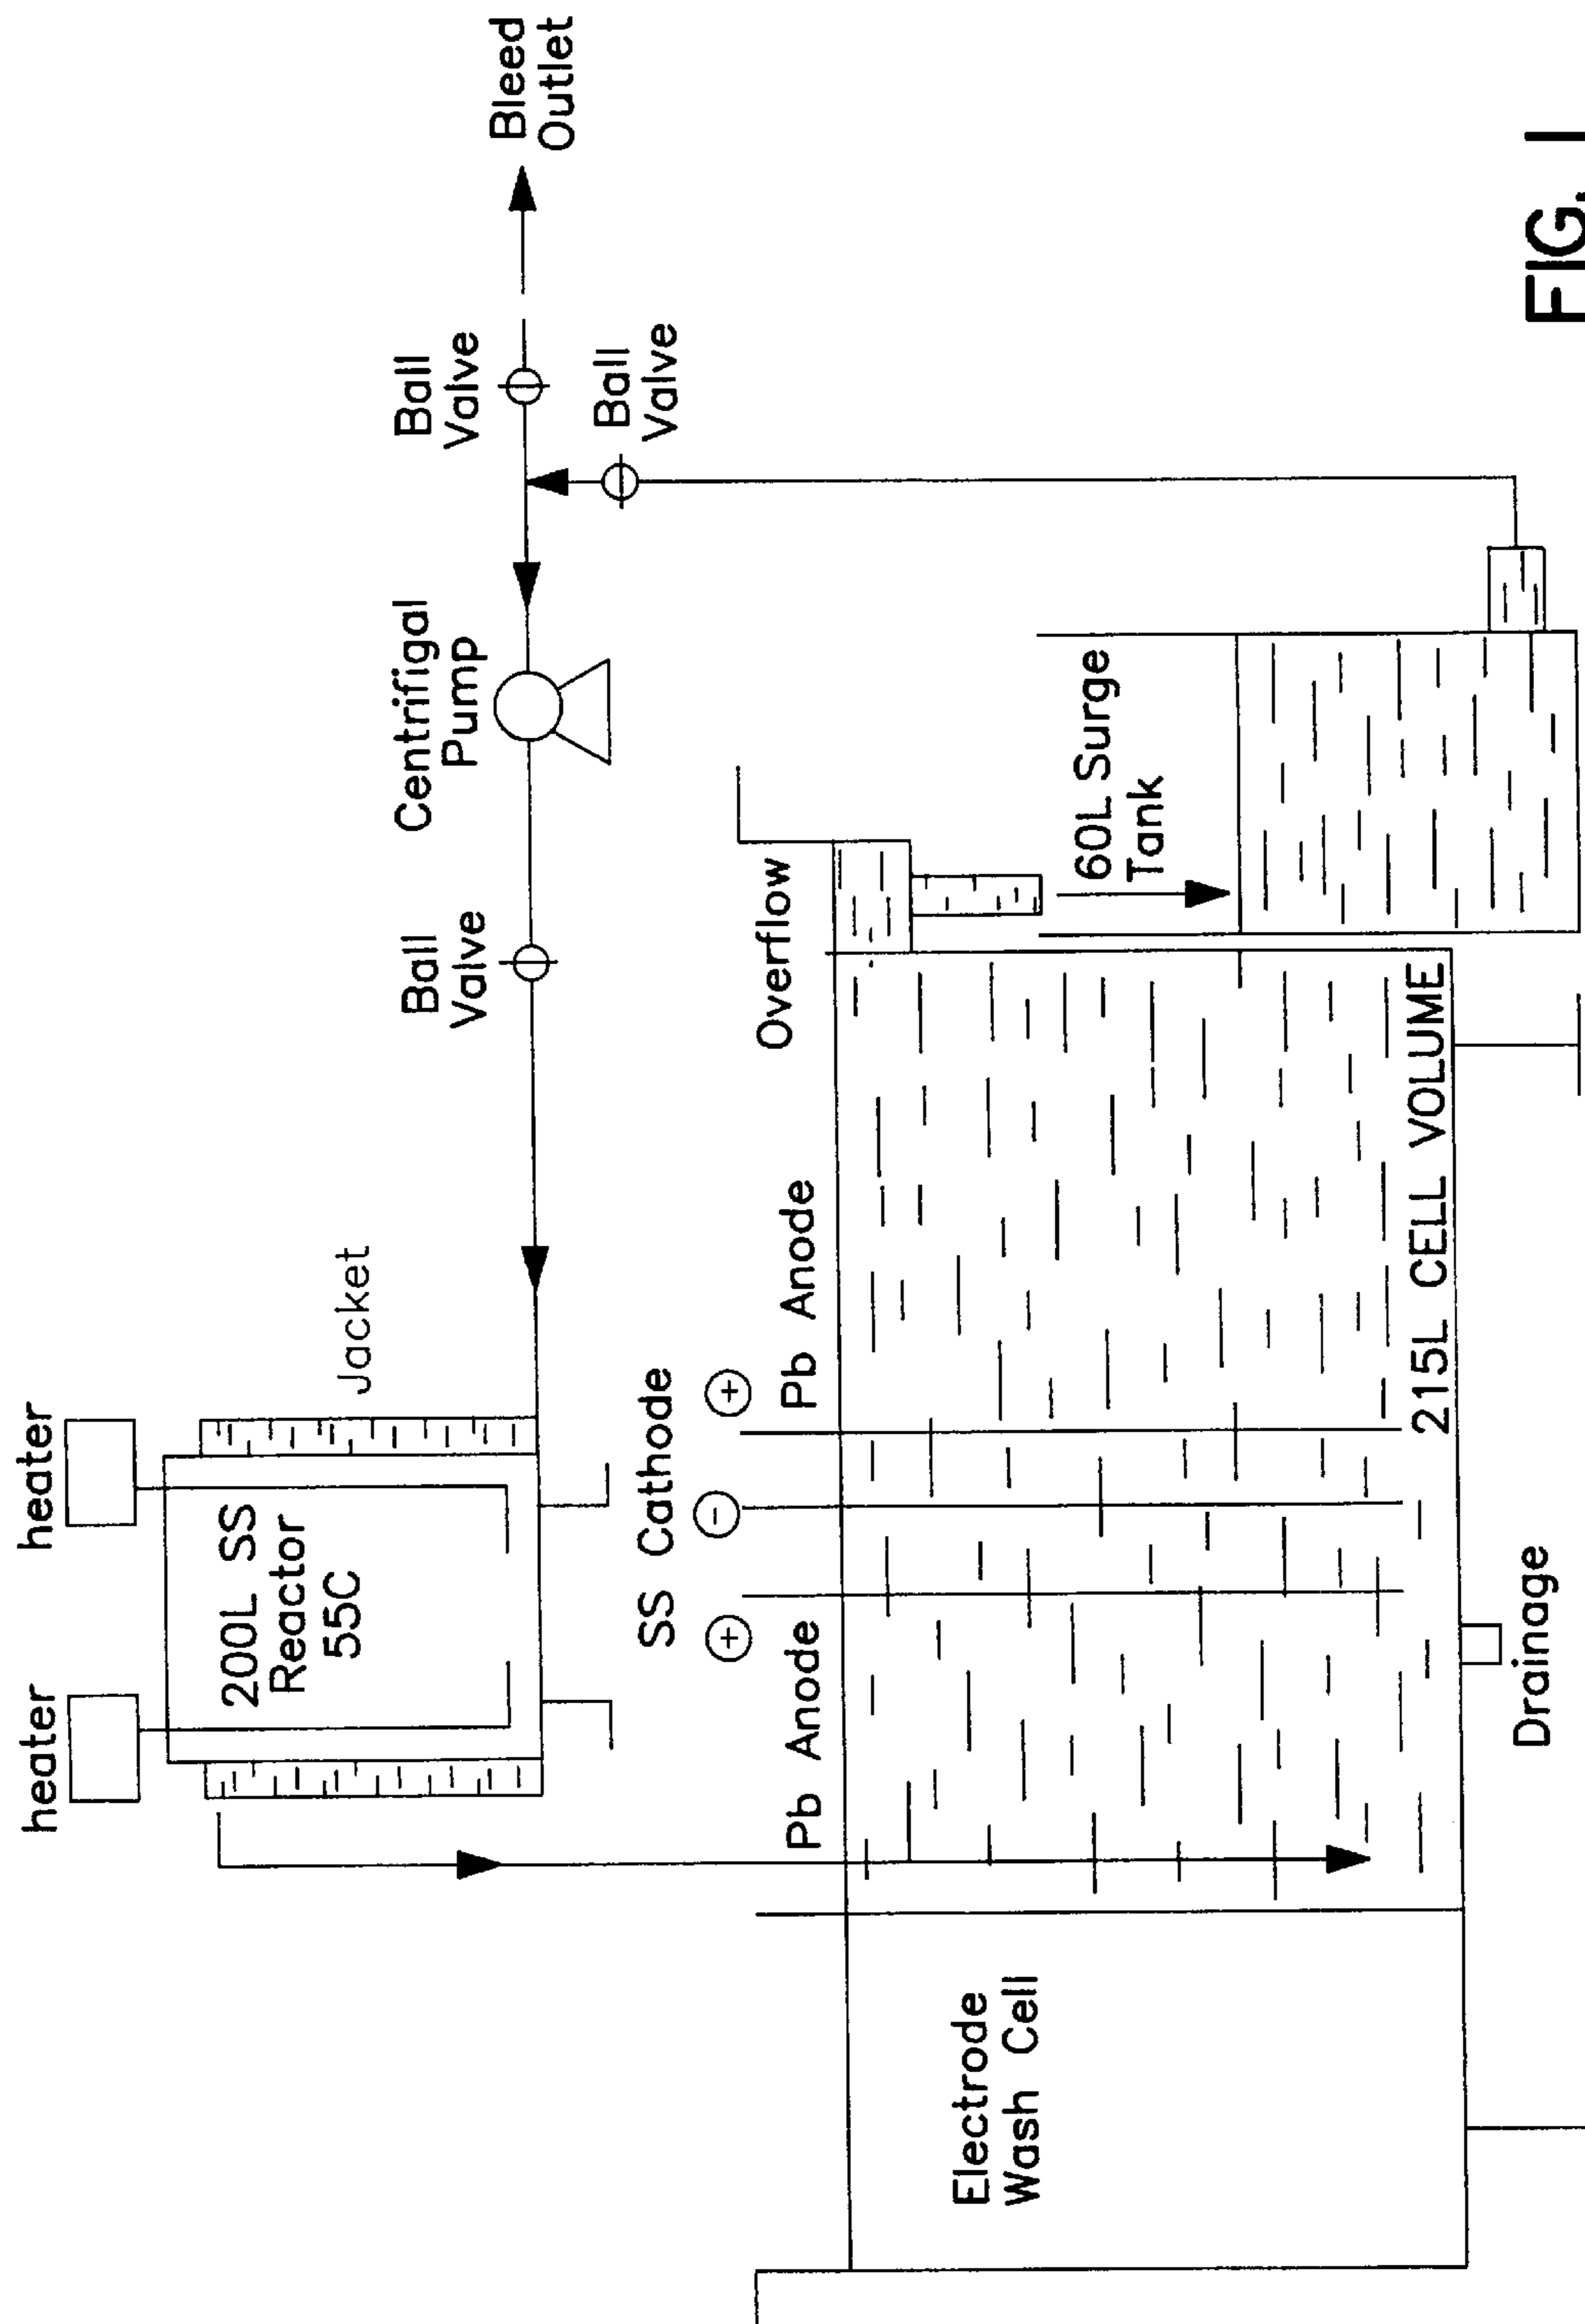 heater
heater
200L SS
Reactor
55C
Jacket
Ball
Valve
Centrifigal
Pump
Ball
Valve
Bleed
Outlet
Ball
Valve
SS Cathode
+
-
+
Pb Anode
Pb Anode
Overflow
60L Surge
Tank
Electrode
Wash Cell
215L CELL VOLUME
Drainage
FIG. 1